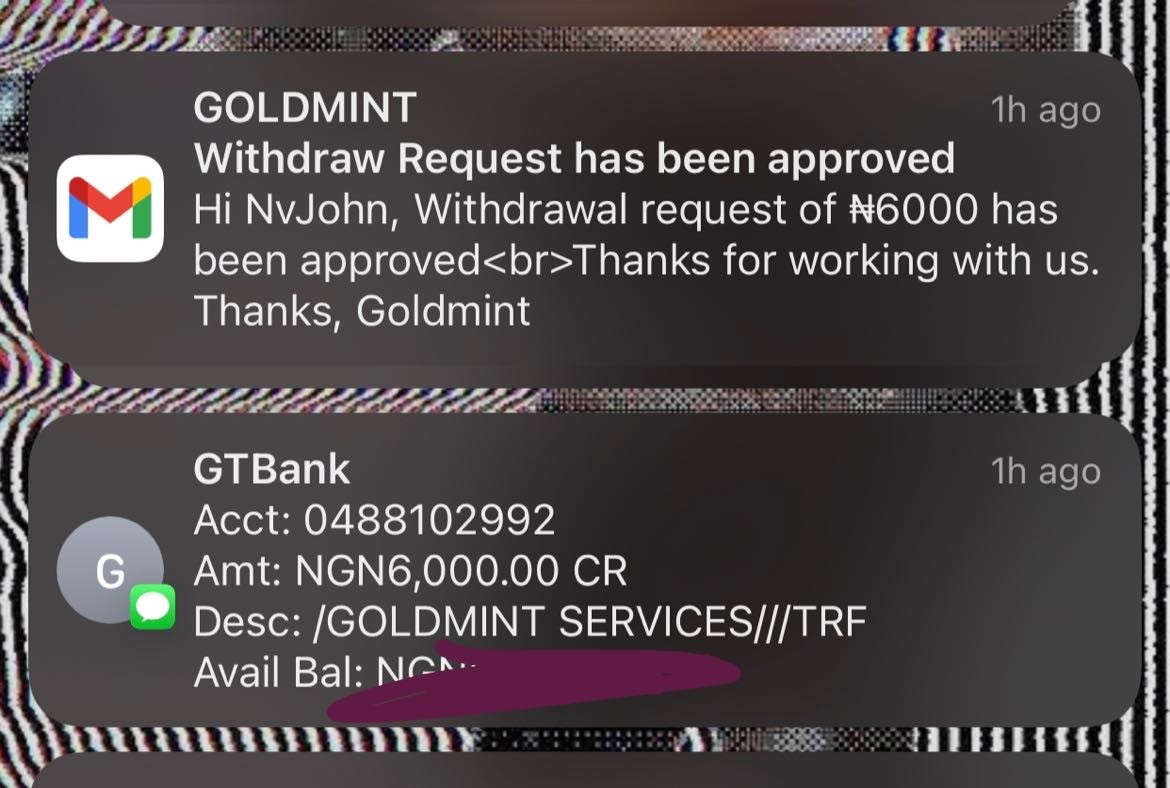 GOLDMINT
1h ago
Withdraw Request has been approved
Hi NvJohn, Withdrawal request of ₦6000 has
been approved<br>Thanks for working with us.
Thanks, Goldmint
GTBank
1h ago
G
Acct: 0488102992
Amt: NGN6,000.00 CR
Desc: /GOLDMINT SERVICES///TRF
Avail Bal: NGN